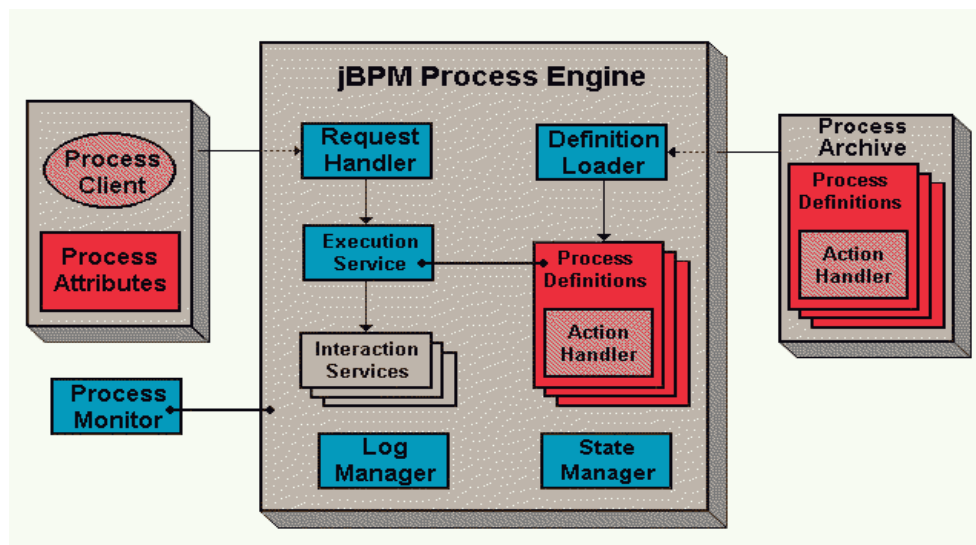 jBPM Process Engine
Process
Client
Process
Attributes
Process
Monitor
Request
Handler
Execution
Service
Interaction
Services
Log
Manager
Definition
Loader
Process
Definitions
Action
Handler
State
Manager
Process
Archive
Process
Definitions
Action
Handler